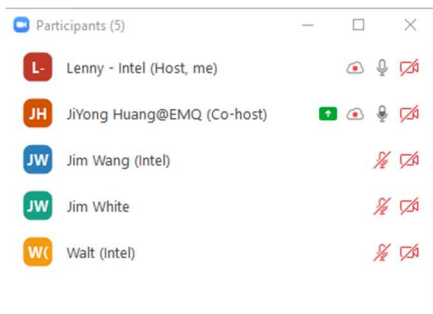 Participants (5)
L- Lenny - Intel (Host, me)
JH JiYong Huang@EMQ (Co-host)
JW Jim Wang (Intel)
JW Jim White
W( Walt (Intel)